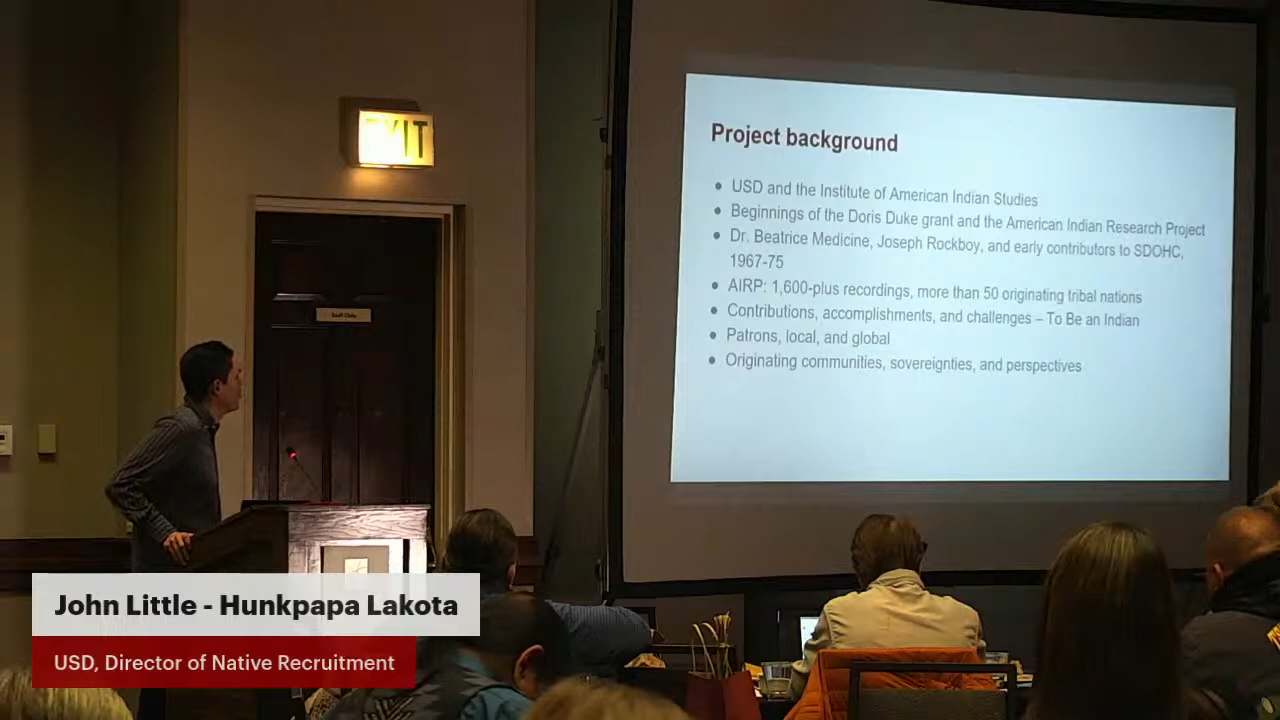 EXIT
Staff Only
Project background
• USD and the Institute of American Indian Studies
• Beginnings of the Doris Duke grant and the American Indian Research Project
• Dr. Beatrice Medicine, Joseph Rockboy, and early contributors to SDOHC,
1967-75
• AIRP: 1,600-plus recordings, more than 50 originating tribal nations
• Contributions, accomplishments, and challenges – To Be an Indian
• Patrons, local, and global
• Originating communities, sovereignties, and perspectives
John Little - Hunkpapa Lakota
USD, Director of Native Recruitment